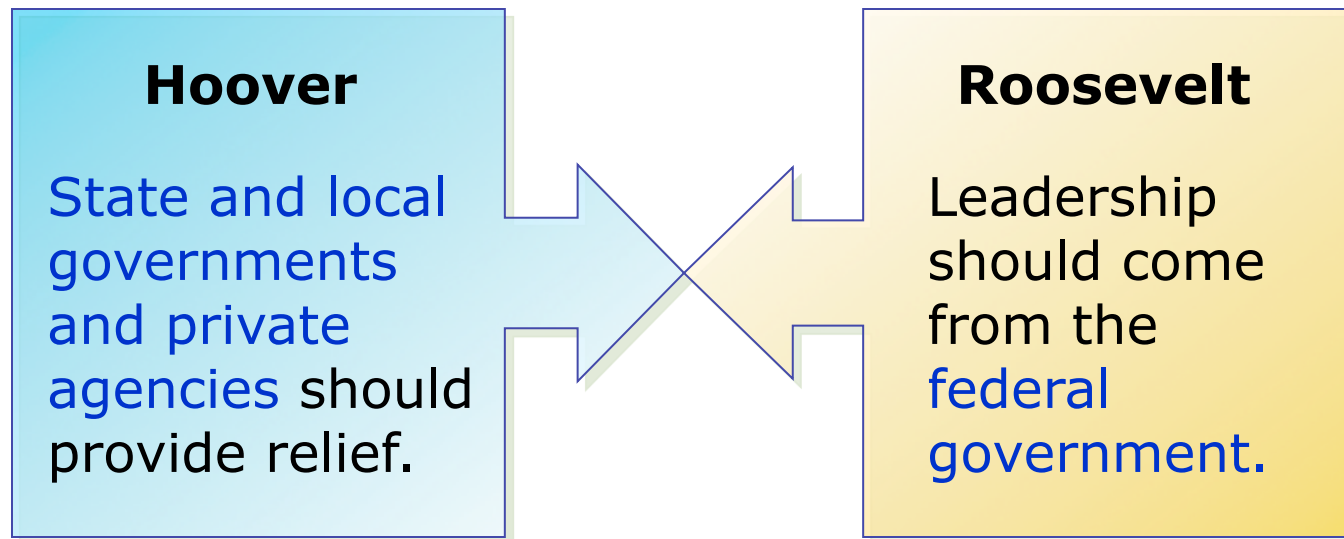 Hoover
State and local
governments
and private
agencies should
provide relief.
Roosevelt
Leadership
should come
from the
federal
government.